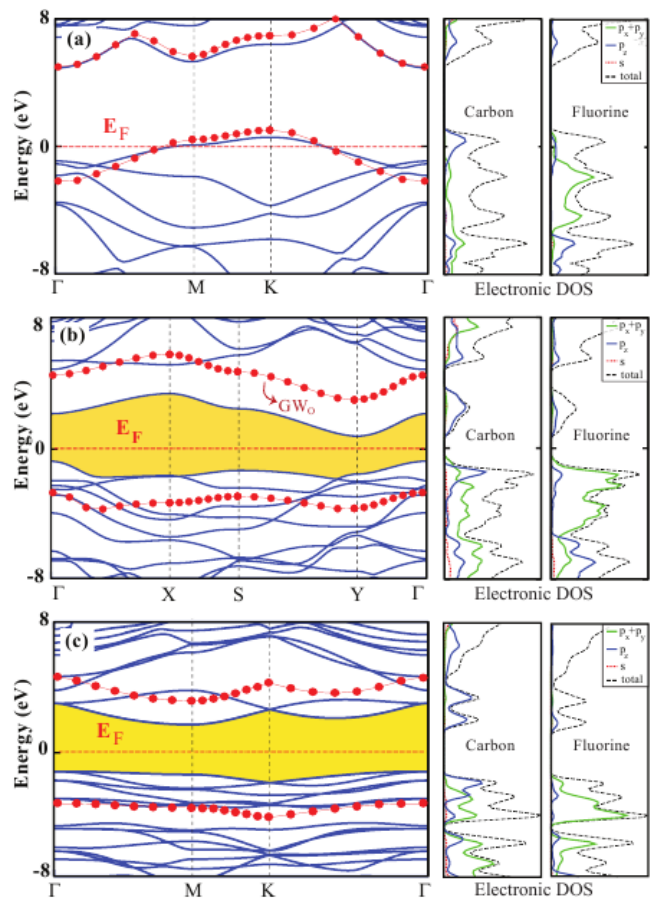 8
(a)
Energy (eV)
E_F
0
-8
Γ M K Γ
Carbon
Fluorine
p_x+p_y
p_z
s
total
Electronic DOS
8
(b)
Energy (eV)
E_F
GW_O
0
-8
Γ X S Y Γ
Carbon
Fluorine
p_x+p_y
p_z
s
total
Electronic DOS
8
(c)
Energy (eV)
E_F
0
-8
Γ M K Γ
Carbon
Fluorine
p_x+p_y
p_z
s
total
Electronic DOS